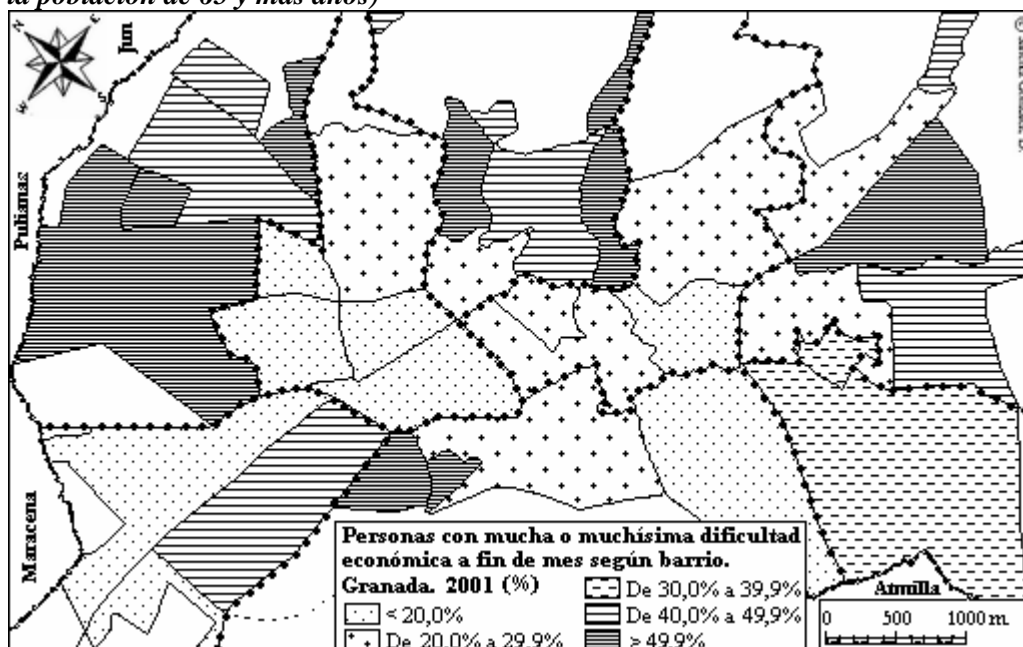 la población de 65 y más años)
N
E
W
S
Jun
Pulianas
Maracena
Personas con mucha o muchísima dificultad
económica a fin de mes según barrio.
Granada. 2001 (%)
< 20,0%
De 20,0% a 29,9%
De 30,0% a 39,9%
De 40,0% a 49,9%
> 49,9%
Armilla
0 500 1000 m.